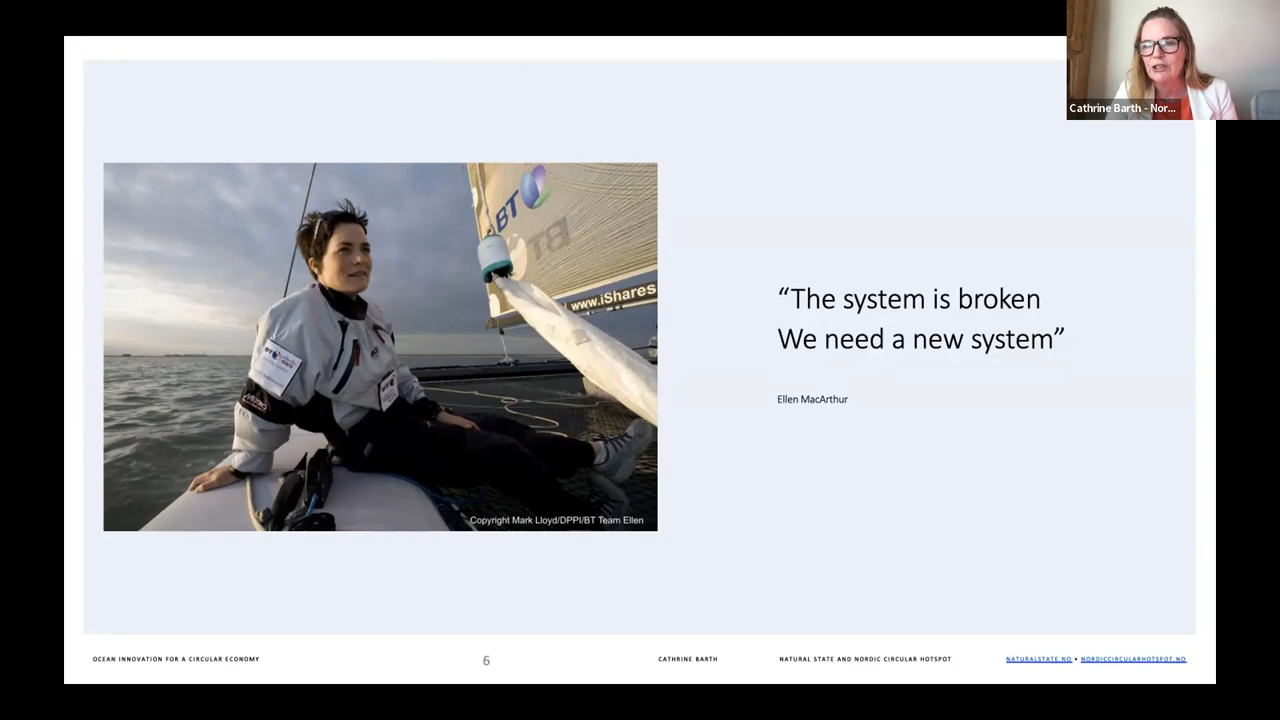 Cathrine Barth - Nor...
BT
www.iShares
BT
Copyright Mark Lloyd/DPPI/BT Team Ellen
“The system is broken
We need a new system”
Ellen MacArthur
OCEAN INNOVATION FOR A CIRCULAR ECONOMY
6
CATHRINE BARTH
NATURAL STATE AND NORDIC CIRCULAR HOTSPOT
NATURALSTATE.NO • NORDICCIRCULARHOTSPOT.NO